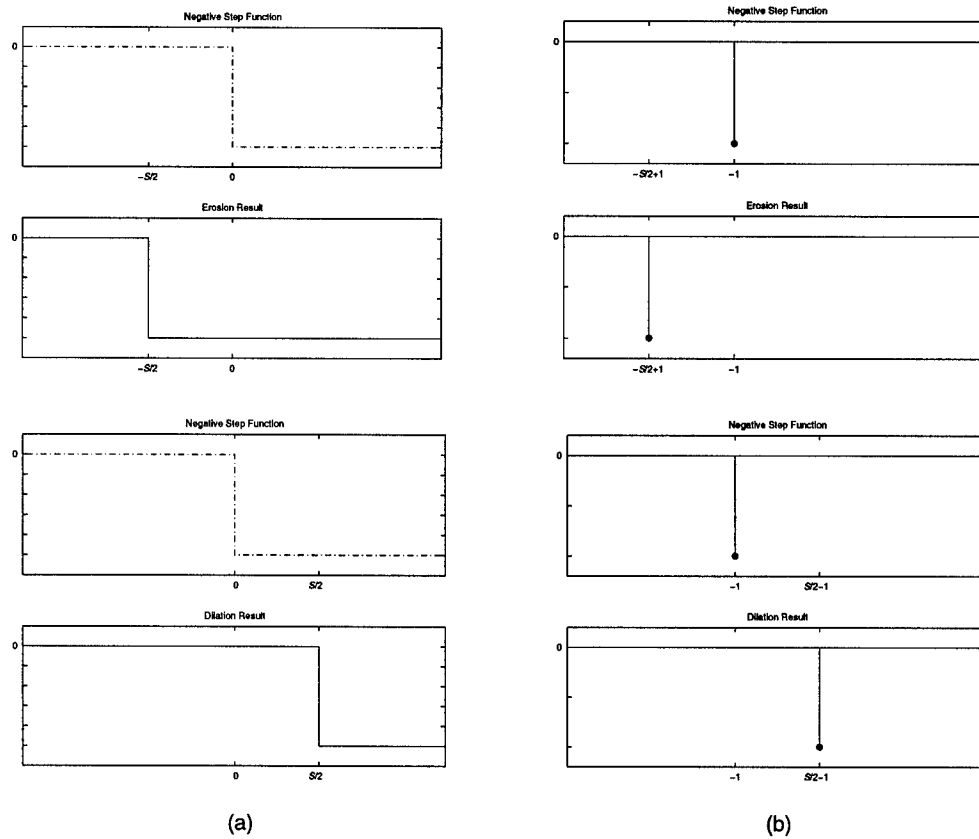 Negative Step Function
0
−S/2 0
Erosion Result
0
−S/2 0
Negative Step Function
0
0 S/2
Dilation Result
0
0 S/2
(a)
Negative Step Function
0
−S/2+1 −1
Erosion Result
0
−S/2+1 −1
Negative Step Function
0
−1 S/2−1
Dilation Result
0
−1 S/2−1
(b)